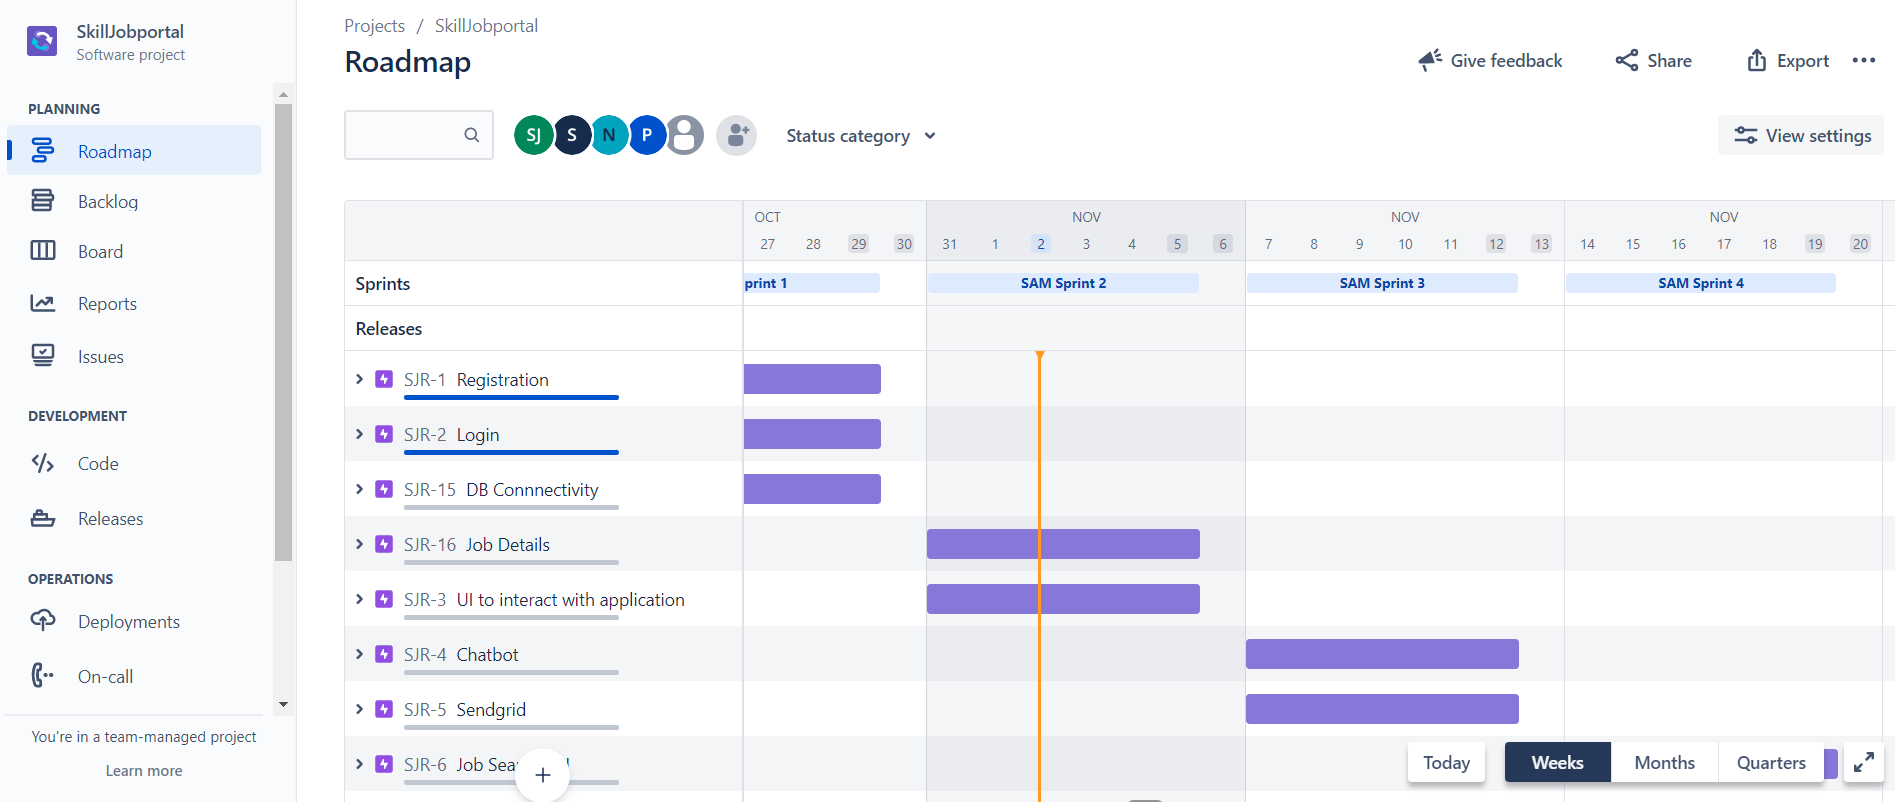 SkillJobportal
Software project
PLANNING
Roadmap
Backlog
Board
Reports
Issues
DEVELOPMENT
Code
Releases
OPERATIONS
Deployments
On-call
You're in a team-managed project
Learn more
Projects / SkillJobportal
Roadmap
Give feedback
Share
Export
SJ S N P
Status category
View settings
OCT NOV NOV NOV
27 28 29 30 31 1 2 3 4 5 6 7 8 9 10 11 12 13 14 15 16 17 18 19 20
Sprints
print 1 SAM Sprint 2 SAM Sprint 3 SAM Sprint 4
Releases
SJR-1 Registration
SJR-2 Login
SJR-15 DB Connnectivity
SJR-16 Job Details
SJR-3 UI to interact with application
SJR-4 Chatbot
SJR-5 Sendgrid
SJR-6 Job
Today Weeks Months Quarters